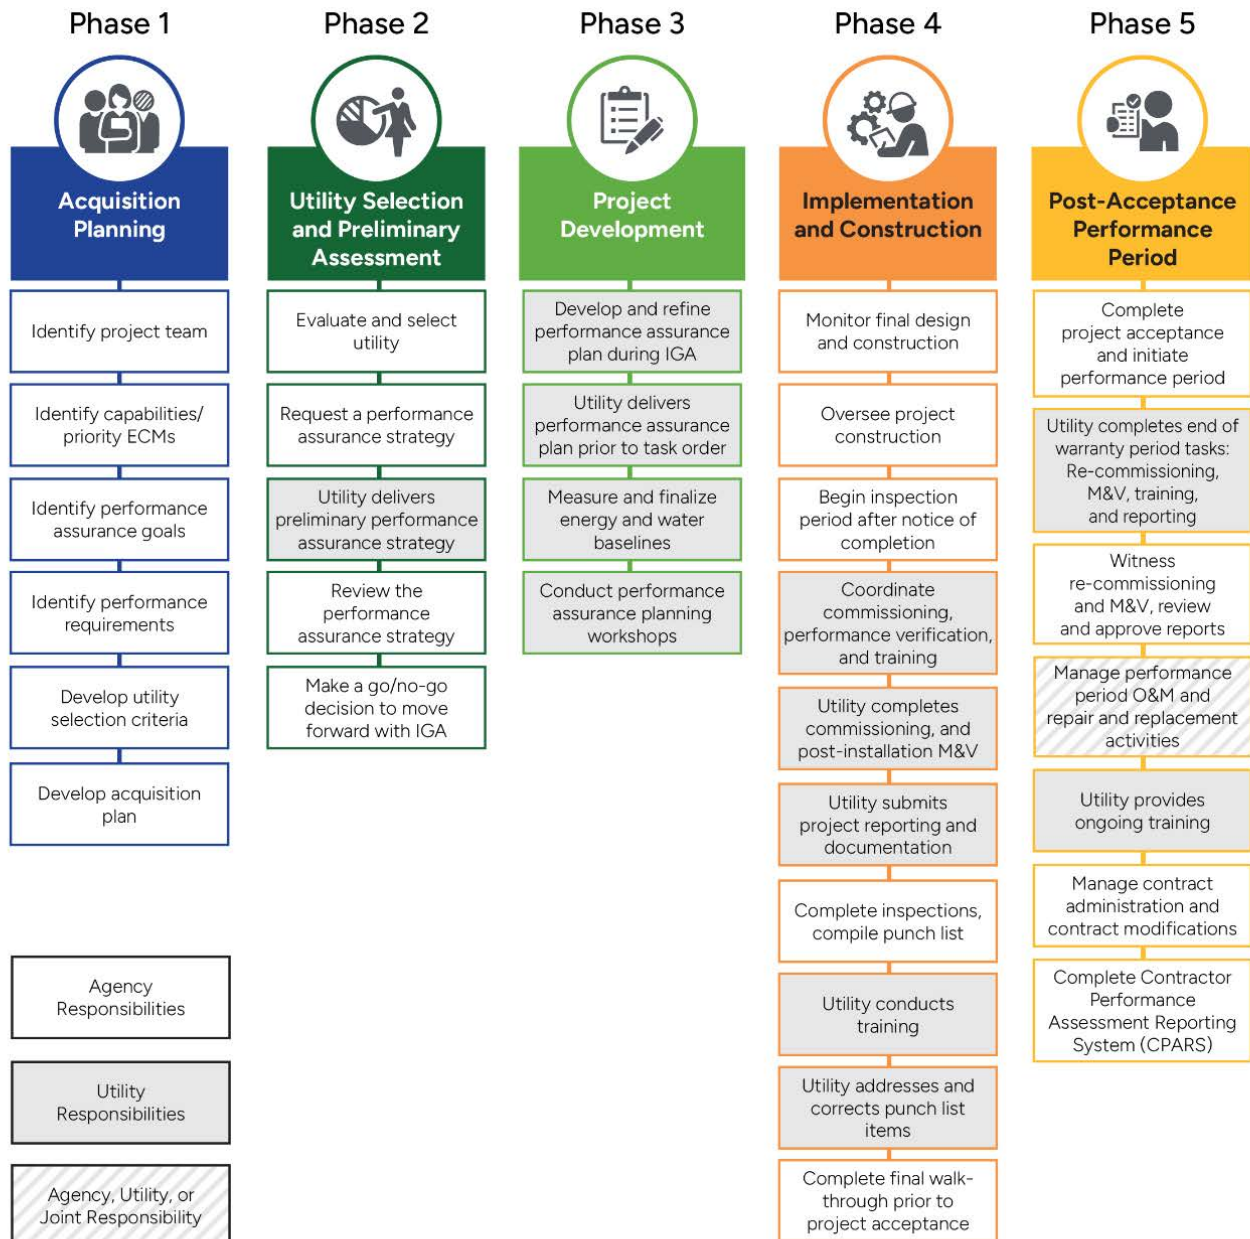 Phase 1
Acquisition
Planning
Identify project team
Identify capabilities/
priority ECMs
Identify performance
assurance goals
Identify performance
requirements
Develop utility
selection criteria
Develop acquisition
plan
Phase 2
Utility Selection
and Preliminary
Assessment
Evaluate and select
utility
Request a performance
assurance strategy
Utility delivers
preliminary performance
assurance strategy
Review the
performance
assurance strategy
Make a go/no-go
decision to move
forward with IGA
Phase 3
Project
Development
Develop and refine
performance assurance
plan during IGA
Utility delivers
performance assurance
plan prior to task order
Measure and finalize
energy and water
baselines
Conduct performance
assurance planning
workshops
Phase 4
Implementation
and Construction
Monitor final design
and construction
Oversee project
construction
Begin inspection
period after notice of
completion
Coordinate
commissioning,
performance verification,
and training
Utility completes
commissioning, and
post-installation M&V
Utility submits
project reporting and
documentation
Complete inspections,
compile punch list
Utility conducts
training
Utility addresses and
corrects punch list
items
Complete final walk-
through prior to
project acceptance
Phase 5
Post-Acceptance
Performance
Period
Complete
project acceptance
and initiate
performance period
Utility completes end of
warranty period tasks:
Re-commissioning,
M&V, training,
and reporting
Witness
re-commissioning
and M&V, review
and approve reports
Manage performance
period O&M and
repair and replacement
activities
Utility provides
ongoing training
Manage contract
administration and
contract modifications
Complete Contractor
Performance
Assessment Reporting
System (CPARS)
Agency
Responsibilities
Utility
Responsibilities
Agency, Utility, or
Joint Responsibility